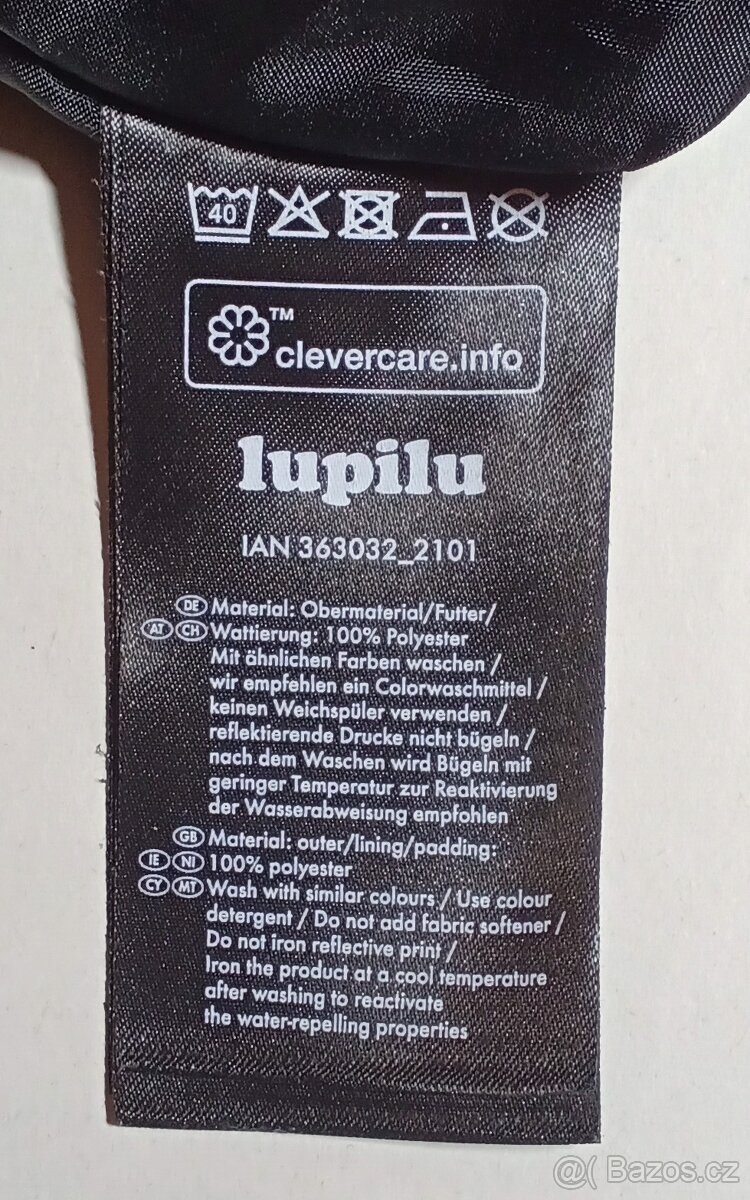 40
TM
clevercare.info
lupilu
IAN 363032_2101
DE Material: Obermaterial/Futter/
AT CH Wattierung: 100% Polyester
Mit ähnlichen Farben waschen /
wir empfehlen ein Colorwaschmittel /
keinen Weichspüler verwenden /
reflektierende Drucke nicht bügeln /
nach dem Waschen wird Bügeln mit
geringer Temperatur zur Reaktivierung
der Wasserabweisung empfohlen
GB Material: outer/lining/padding:
IE NI 100% polyester
CY MT Wash with similar colours / Use colour
detergent / Do not add fabric softener /
Do not iron reflective print /
Iron the product at a cool temperature
after washing to reactivate
the water-repelling properties
@( Bazos.cz